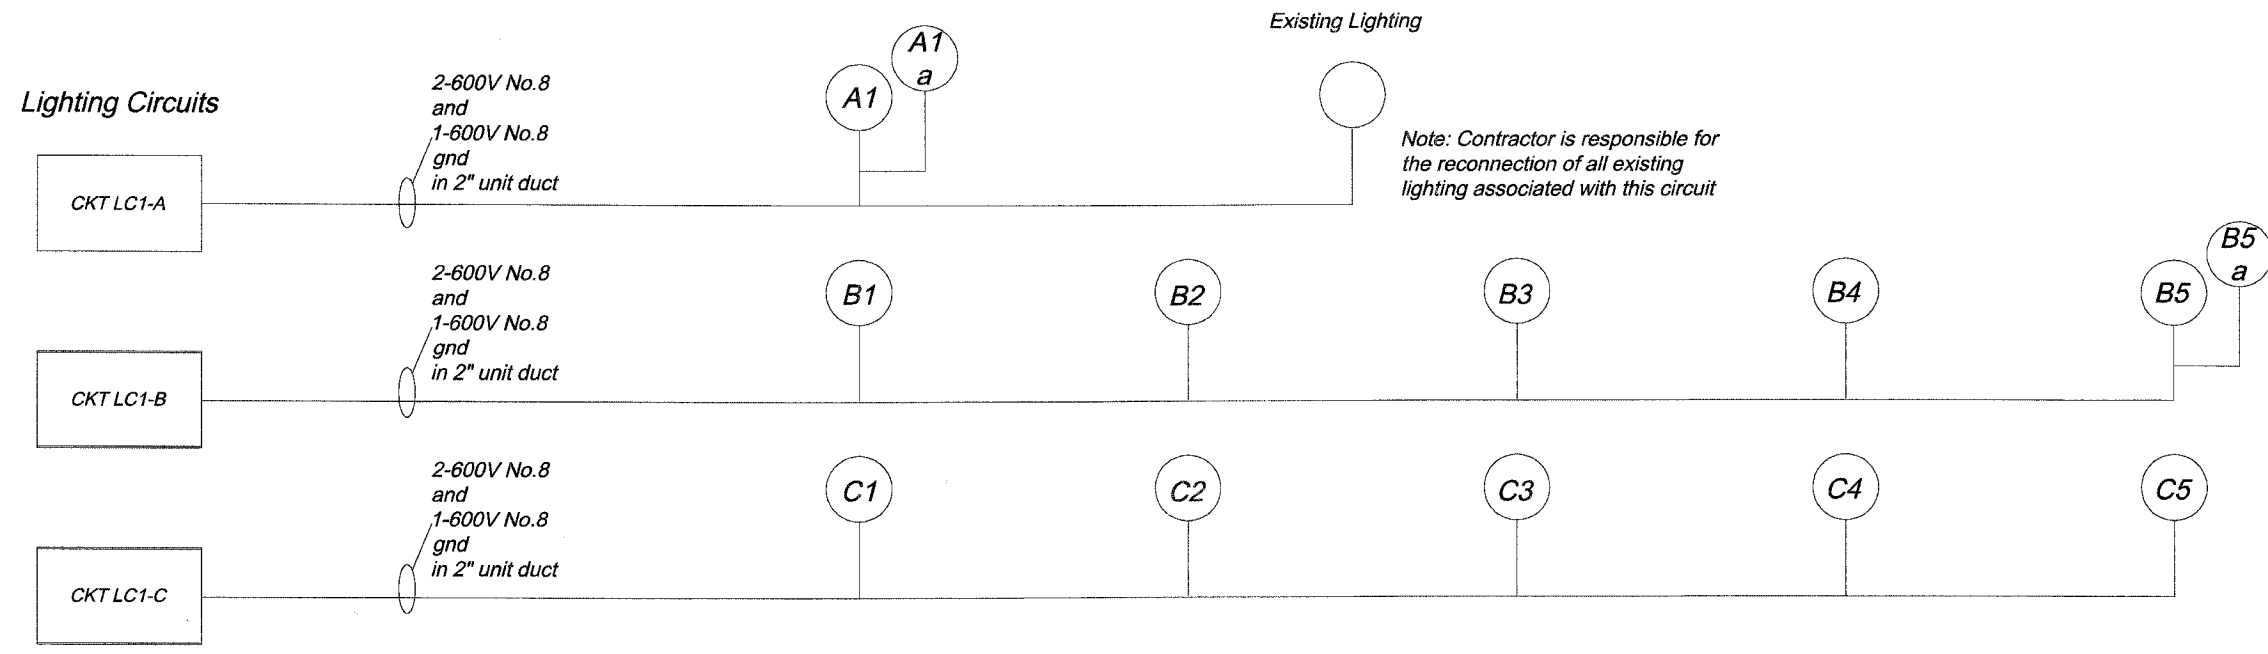 Existing Lighting
Lighting Circuits
2-600V No.8
and
1-600V No.8
gnd
in 2" unit duct
A1
A1
a
Note: Contractor is responsible for
the reconnection of all existing
lighting associated with this circuit
CKT LC1-A
2-600V No.8
and
1-600V No.8
gnd
in 2" unit duct
B1
B2
B3
B4
B5
B5
a
CKT LC1-B
2-600V No.8
and
1-600V No.8
gnd
in 2" unit duct
C1
C2
C3
C4
C5
CKT LC1-C